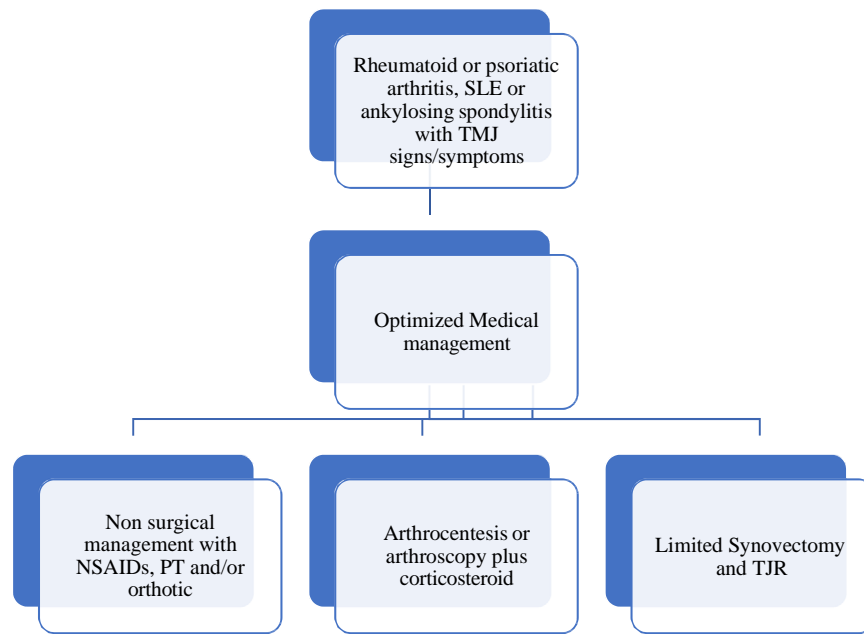 Rheumatoid or psoriatic
arthritis, SLE or
ankylosing spondylitis
with TMJ
signs/symptoms
Optimized Medical
management
Non surgical
management with
NSAIDs, PT and/or
orthotic
Arthrocentesis or
arthroscopy plus
corticosteroid
Limited Synovectomy
and TJR